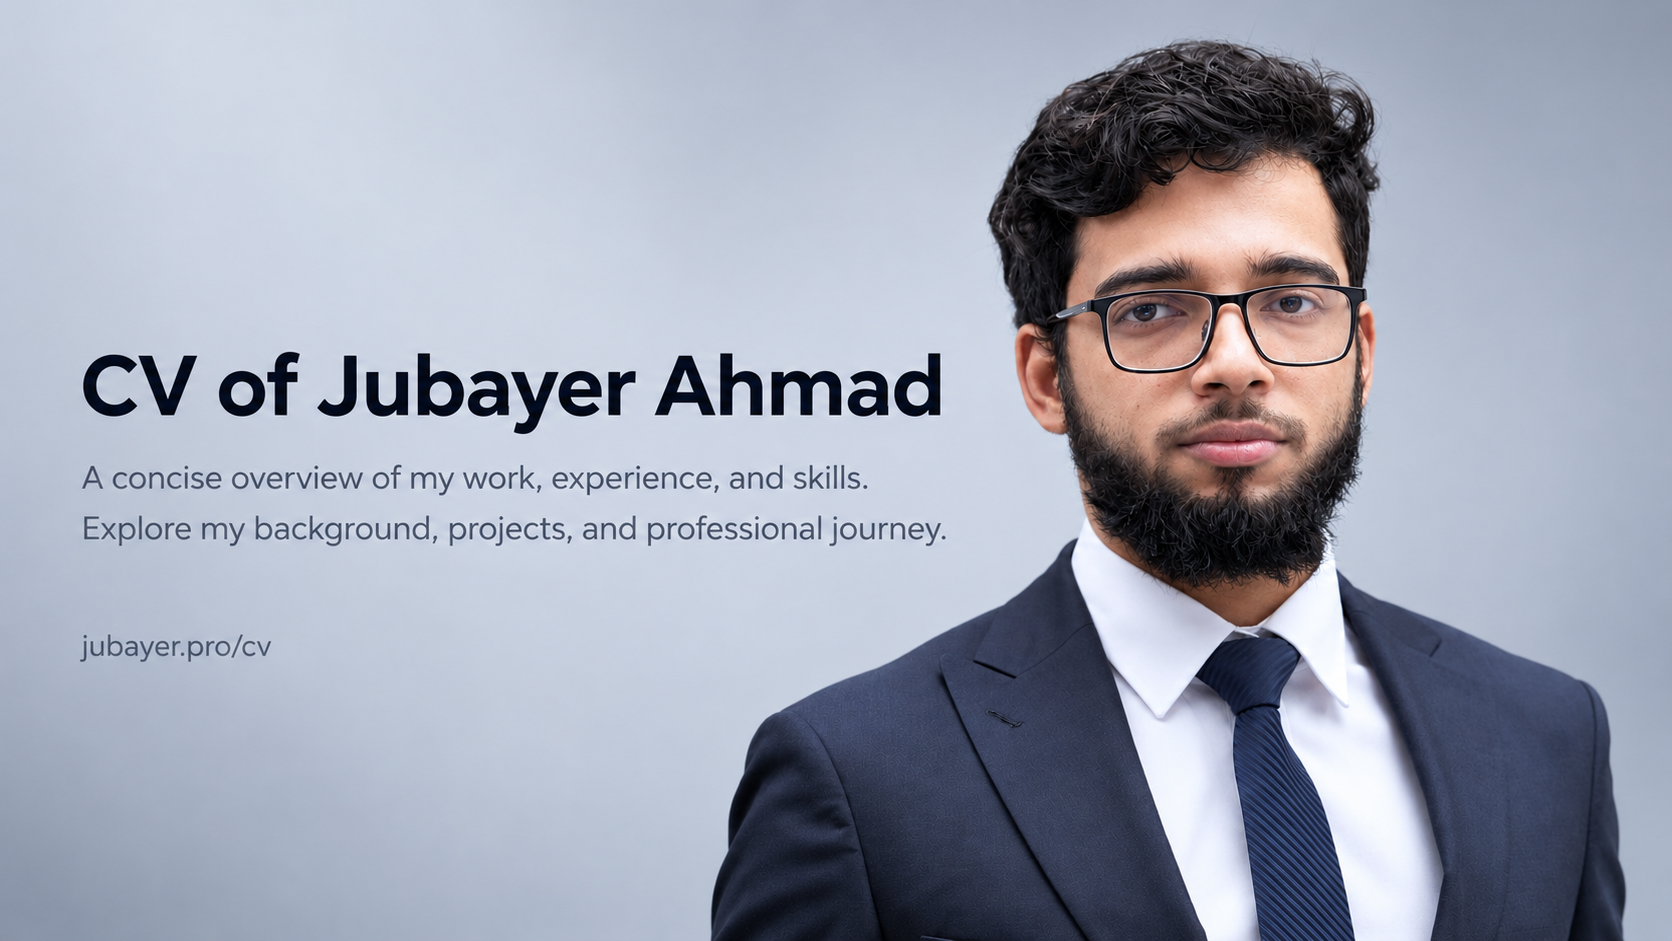 CV of Jubayer Ahmad
A concise overview of my work, experience, and skills.
Explore my background, projects, and professional journey.
jubayer.pro/cv